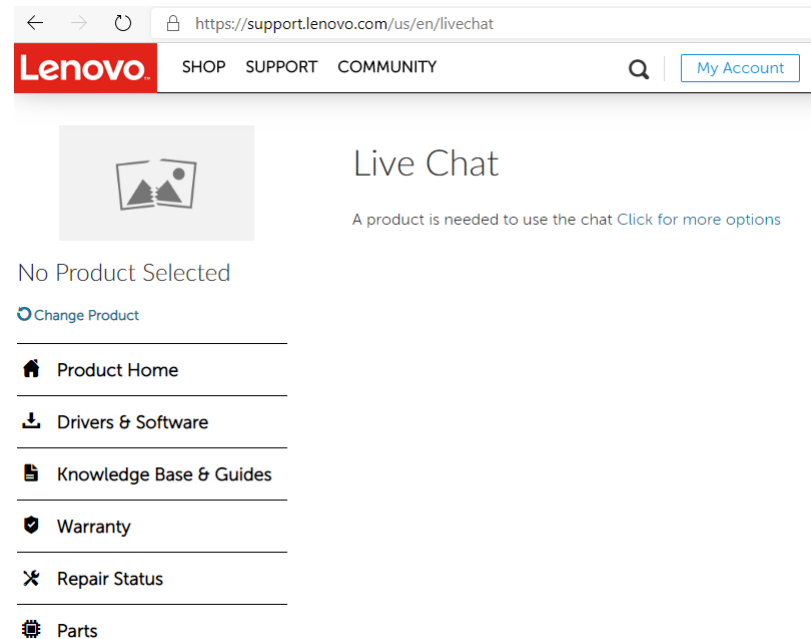 https://support.lenovo.com/us/en/livechat
Lenovo™ SHOP SUPPORT COMMUNITY My Account
Live Chat
A product is needed to use the chat Click for more options
No Product Selected
Change Product
Product Home
Drivers & Software
Knowledge Base & Guides
Warranty
Repair Status
Parts